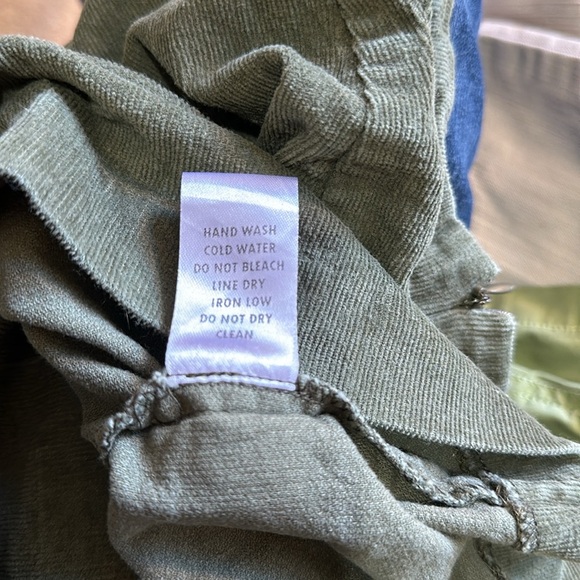 HAND WASH
COLD WATER
DO NOT BLEACH
LINE DRY
IRON LOW
DO NOT DRY
CLEAN